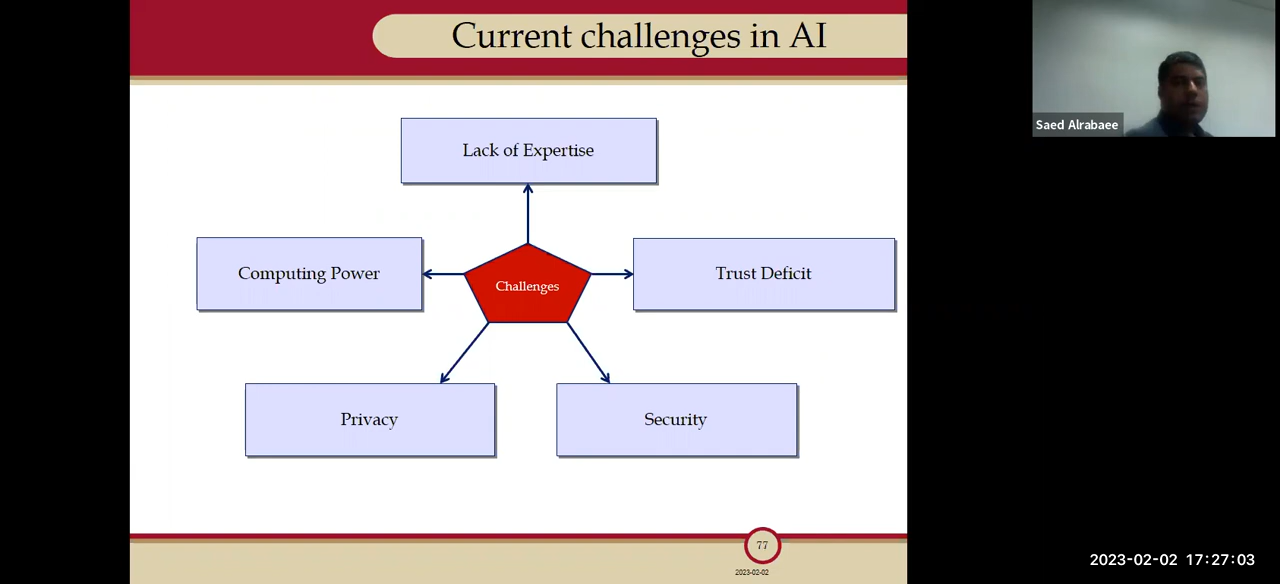 Current challenges in AI
Saed Alrabaee
Lack of Expertise
Computing Power
Challenges
Trust Deficit
Privacy
Security
77
2023-02-02
2023-02-02 17:27:03